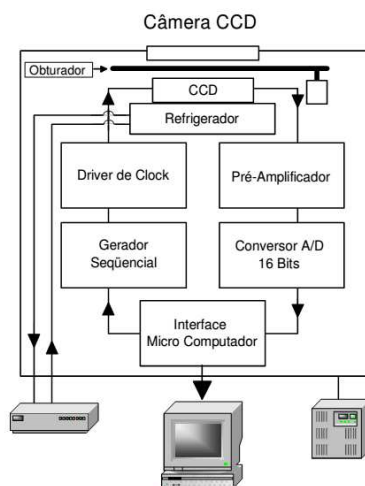 Câmera CCD
Obturador
CCD
Refrigerador
Driver de Clock
Pré-Amplificador
Gerador
Seqüencial
Conversor A/D
16 Bits
Interface
Micro Computador